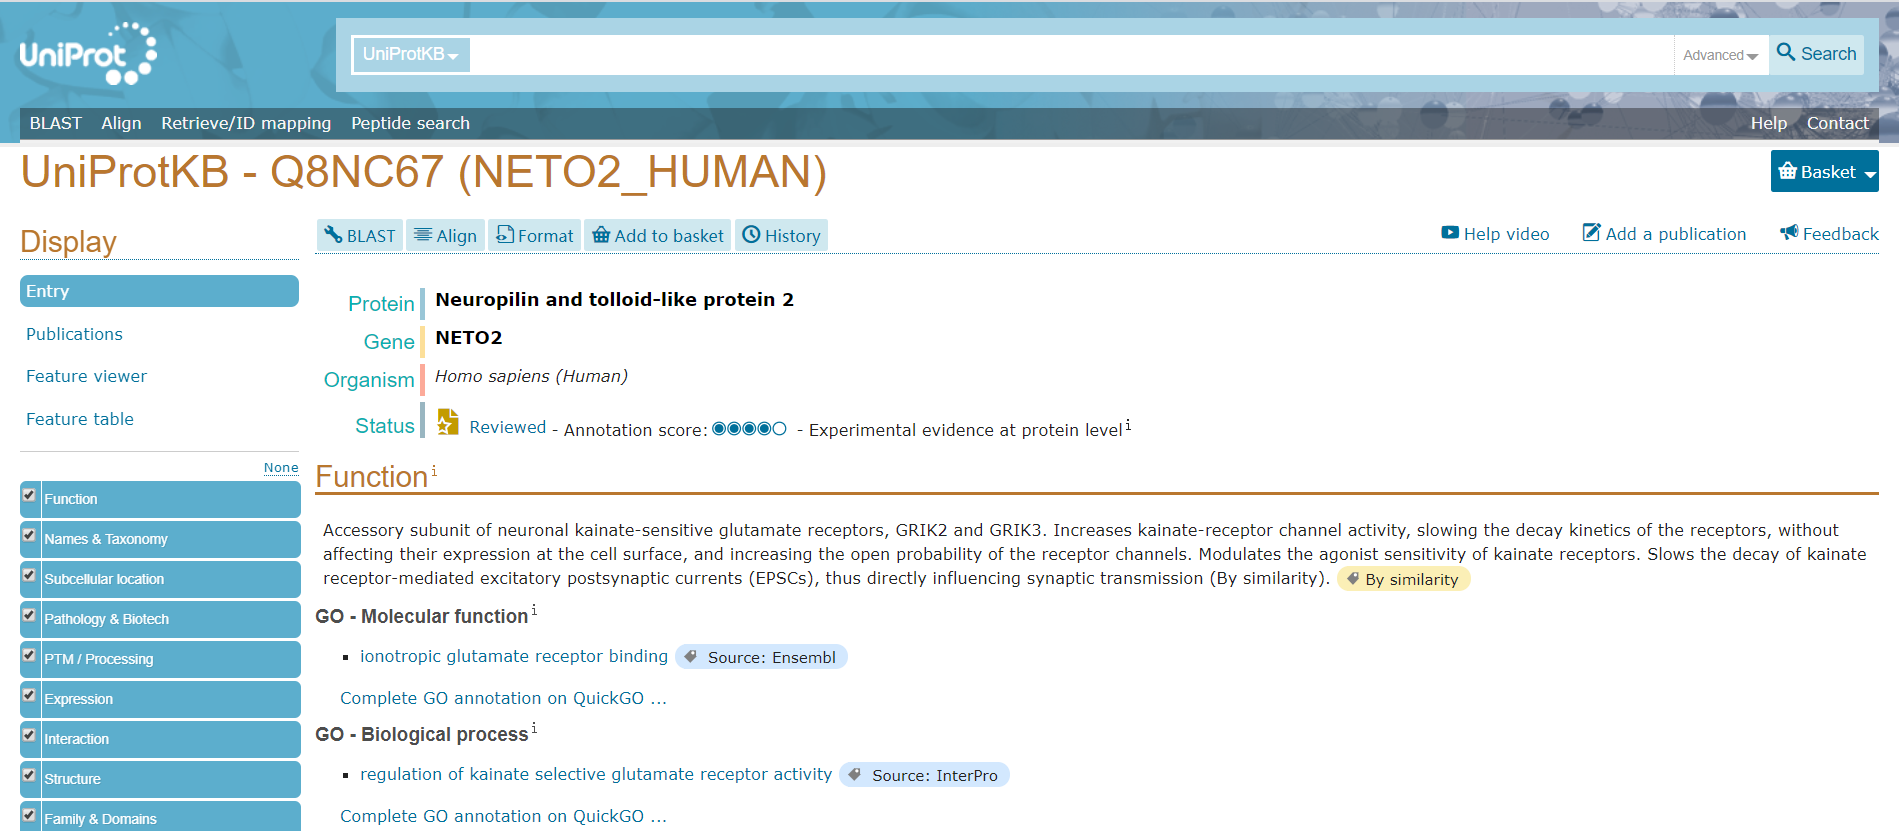 UniProt
UniProtKB
Advanced
Search
BLAST Align Retrieve/ID mapping Peptide search
Help Contact
UniProtKB - Q8NC67 (NETO2_HUMAN)
Basket
Display
Entry
Publications
Feature viewer
Feature table
None
Function
Names & Taxonomy
Subcellular location
Pathology & Biotech
PTM / Processing
Expression
Interaction
Structure
Family & Domains
BLAST Align Format Add to basket History
Help video Add a publication Feedback
Protein Neuropilin and tolloid-like protein 2
Gene NETO2
Organism Homo sapiens (Human)
Status Reviewed - Annotation score: - Experimental evidence at protein level i
Function i
Accessory subunit of neuronal kainate-sensitive glutamate receptors, GRIK2 and GRIK3. Increases kainate-receptor channel activity, slowing the decay kinetics of the receptors, without
affecting their expression at the cell surface, and increasing the open probability of the receptor channels. Modulates the agonist sensitivity of kainate receptors. Slows the decay of kainate
receptor-mediated excitatory postsynaptic currents (EPSCs), thus directly influencing synaptic transmission (By similarity). By similarity
GO - Molecular function i
ionotropic glutamate receptor binding Source: Ensembl
Complete GO annotation on QuickGO ...
GO - Biological process i
regulation of kainate selective glutamate receptor activity Source: InterPro
Complete GO annotation on QuickGO ...